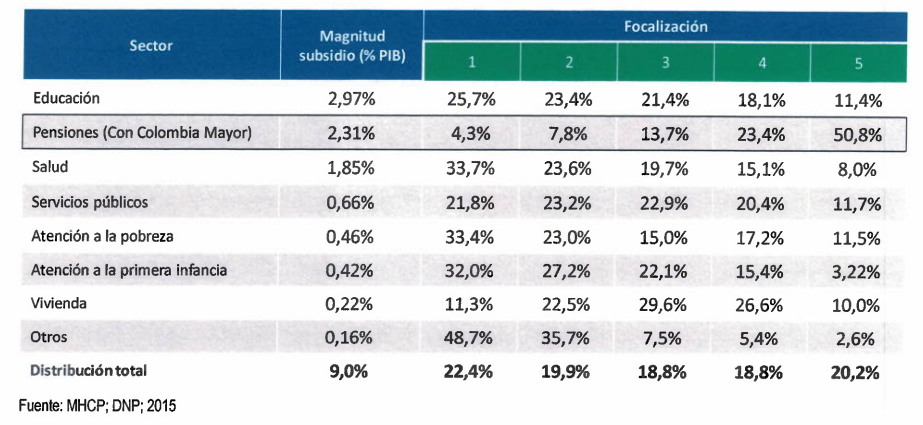 Sector Magnitud subsidio (% PIB) Focalización
1 2 3 4 5
Educación 2,97% 25,7% 23,4% 21,4% 18,1% 11,4%
Pensiones (Con Colombia Mayor) 2,31% 4,3% 7,8% 13,7% 23,4% 50,8%
Salud 1,85% 33,7% 23,6% 19,7% 15,1% 8,0%
Servicios públicos 0,66% 21,8% 23,2% 22,9% 20,4% 11,7%
Atención a la pobreza 0,46% 33,4% 23,0% 15,0% 17,2% 11,5%
Atención a la primera infancia 0,42% 32,0% 27,2% 22,1% 15,4% 3,22%
Vivienda 0,22% 11,3% 22,5% 29,6% 26,6% 10,0%
Otros 0,16% 48,7% 35,7% 7,5% 5,4% 2,6%
Distribución total 9,0% 22,4% 19,9% 18,8% 18,8% 20,2%
Fuente: MHCP; DNP; 2015